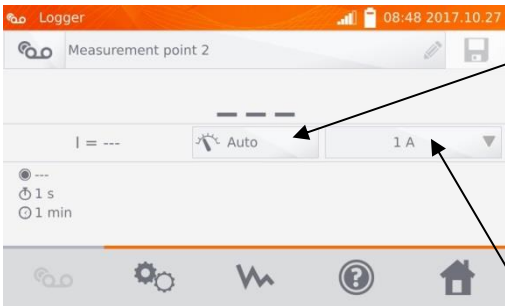 Logger 08:48 2017.10.27
Measurement point 2
---
I = --- Auto 1 A
---
1 s
1 min
?